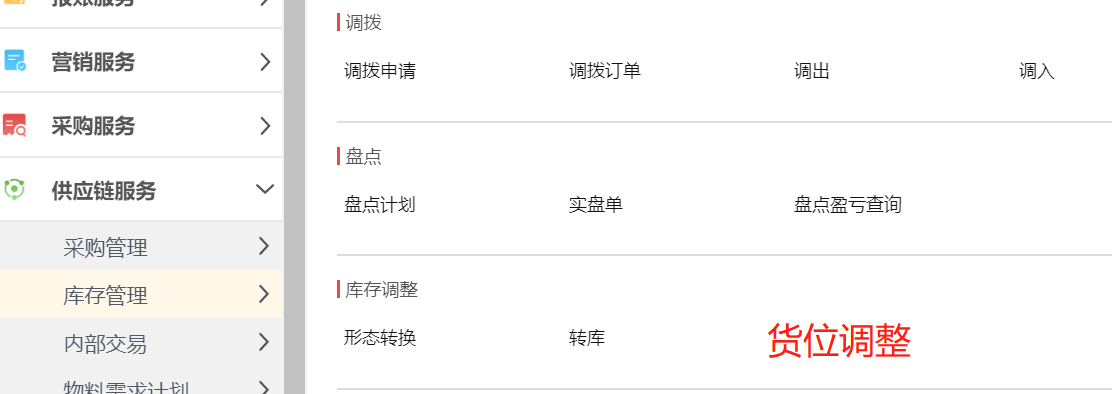 报账服务
营销服务
采购服务
供应链服务
采购管理
库存管理
内部交易
物料需求计划
调拨
调拨申请 调拨订单 调出 调入
盘点
盘点计划 实盘单 盘点盈亏查询
库存调整
形态转换 转库 货位调整